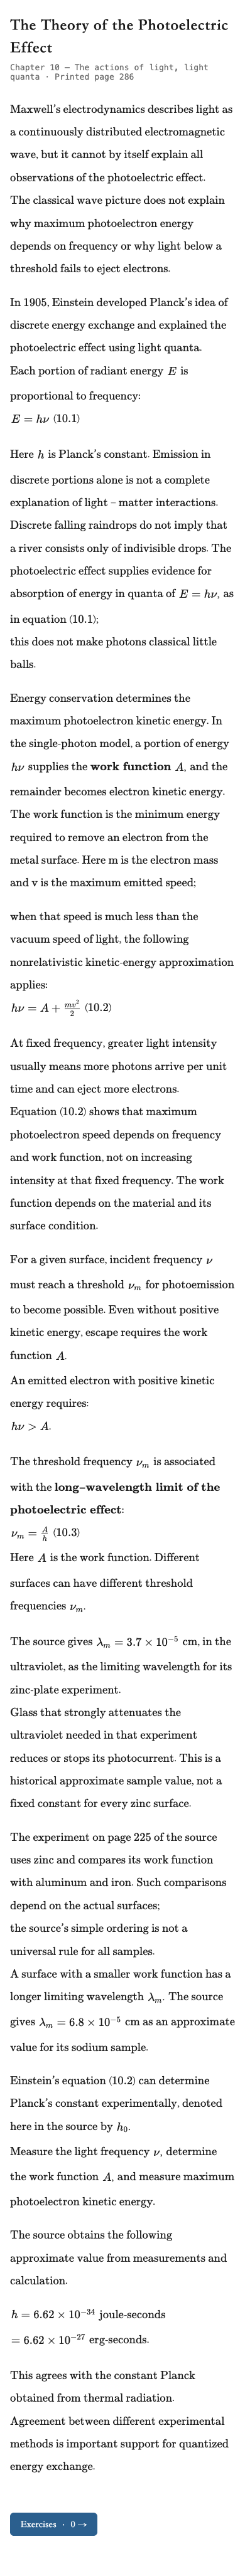 The Theory of the Photoelectric
Effect
Chapter 10 — The actions of light, light
quanta · Printed page 286
Maxwell's electrodynamics describes light as
a continuously distributed electromagnetic
wave, but it cannot by itself explain all
observations of the photoelectric effect.
The classical wave picture does not explain
why maximum photoelectron energy
depends on frequency or why light below a
threshold fails to eject electrons.
In 1905, Einstein developed Planck's idea of
discrete energy exchange and explained the
photoelectric effect using light quanta.
Each portion of radiant energy E is
proportional to frequency:
E = hν (10.1)
Here h is Planck's constant. Emission in
discrete portions alone is not a complete
explanation of light – matter interactions.
Discrete falling raindrops do not imply that
a river consists only of indivisible drops. The
photoelectric effect supplies evidence for
absorption of energy in quanta of E = hν, as
in equation (10.1);
this does not make photons classical little
balls.
Energy conservation determines the
maximum photoelectron kinetic energy. In
the single-photon model, a portion of energy
hν supplies the work function A, and the
remainder becomes electron kinetic energy.
The work function is the minimum energy
required to remove an electron from the
metal surface. Here m is the electron mass
and v is the maximum emitted speed;
when that speed is much less than the
vacuum speed of light, the following
nonrelativistic kinetic-energy approximation
applies:
hν = A + mv²/2 (10.2)
At fixed frequency, greater light intensity
usually means more photons arrive per unit
time and can eject more electrons.
Equation (10.2) shows that maximum
photoelectron speed depends on frequency
and work function, not on increasing
intensity at that fixed frequency. The work
function depends on the material and its
surface condition.
For a given surface, incident frequency ν
must reach a threshold νₘ for photoemission
to become possible. Even without positive
kinetic energy, escape requires the work
function A.
An emitted electron with positive kinetic
energy requires:
hν > A.
The threshold frequency νₘ is associated
with the long-wavelength limit of the
photoelectric effect:
νₘ = A/h (10.3)
Here A is the work function. Different
surfaces can have different threshold
frequencies νₘ.
The source gives λₘ = 3.7 × 10⁻⁵ cm, in the
ultraviolet, as the limiting wavelength for its
zinc-plate experiment.
Glass that strongly attenuates the
ultraviolet needed in that experiment
reduces or stops its photocurrent. This is a
historical approximate sample value, not a
fixed constant for every zinc surface.
The experiment on page 225 of the source
uses zinc and compares its work function
with aluminum and iron. Such comparisons
depend on the actual surfaces;
the source's simple ordering is not a
universal rule for all samples.
A surface with a smaller work function has a
longer limiting wavelength λₘ. The source
gives λₘ = 6.8 × 10⁻⁵ cm as an approximate
value for its sodium sample.
Einstein's equation (10.2) can determine
Planck's constant experimentally, denoted
here in the source by h₀.
Measure the light frequency ν, determine
the work function A, and measure maximum
photoelectron kinetic energy.
The source obtains the following
approximate value from measurements and
calculation.
h = 6.62 × 10⁻³⁴ joule-seconds
= 6.62 × 10⁻²⁷ erg-seconds.
This agrees with the constant Planck
obtained from thermal radiation.
Agreement between different experimental
methods is important support for quantized
energy exchange.
Exercises · 0 →